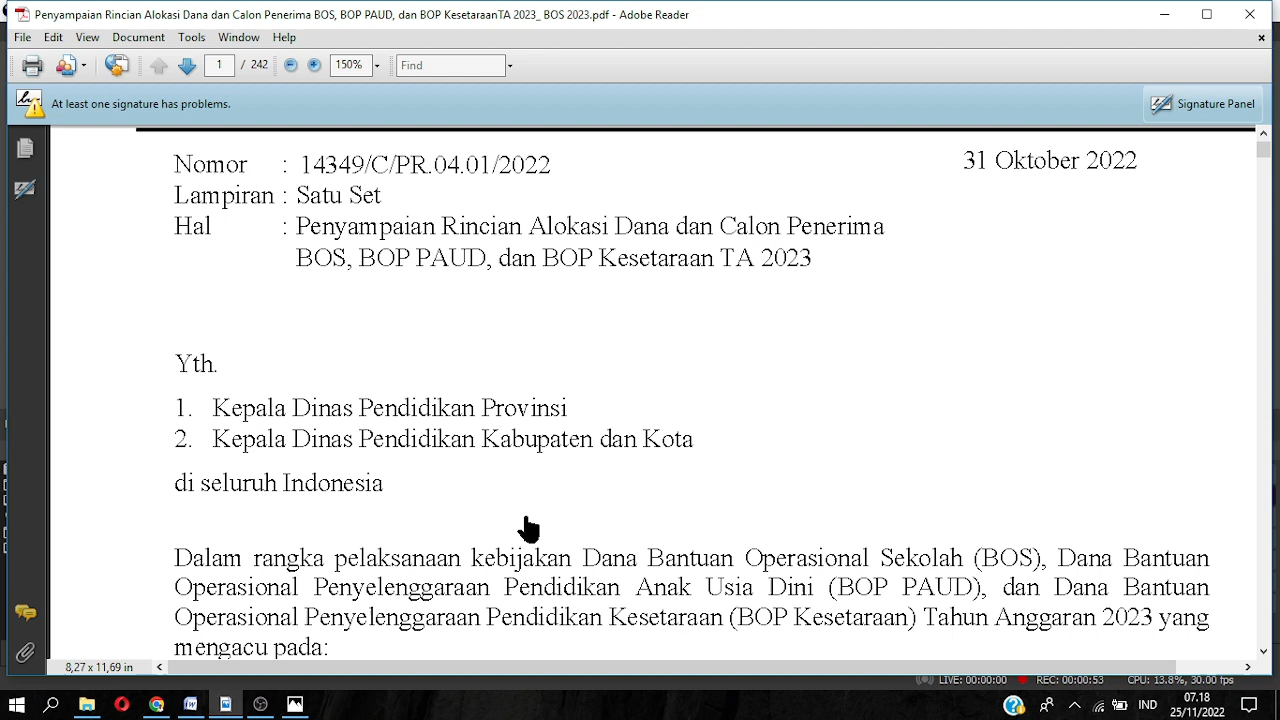 Penyampaian Rincian Alokasi Dana dan Calon Penerima BOS, BOP PAUD, dan BOP KesetaraanTA 2023_ BOS 2023.pdf - Adobe Reader
File Edit View Document Tools Window Help
1 / 242 150% Find
At least one signature has problems.
Signature Panel
Nomor : 14349/C/PR.04.01/2022
31 Oktober 2022
Lampiran : Satu Set
Hal : Penyampaian Rincian Alokasi Dana dan Calon Penerima
BOS, BOP PAUD, dan BOP Kesetaraan TA 2023
Yth.
1. Kepala Dinas Pendidikan Provinsi
2. Kepala Dinas Pendidikan Kabupaten dan Kota
di seluruh Indonesia
Dalam rangka pelaksanaan kebijakan Dana Bantuan Operasional Sekolah (BOS), Dana Bantuan
Operasional Penyelenggaraan Pendidikan Anak Usia Dini (BOP PAUD), dan Dana Bantuan
Operasional Penyelenggaraan Pendidikan Kesetaraan (BOP Kesetaraan) Tahun Anggaran 2023 yang
mengacu pada:
8,27 x 11,69 in
LIVE: 00:00:00 REC: 00:00:53 CPU: 13.8%, 30.00 fps
IND
07.18
25/11/2022